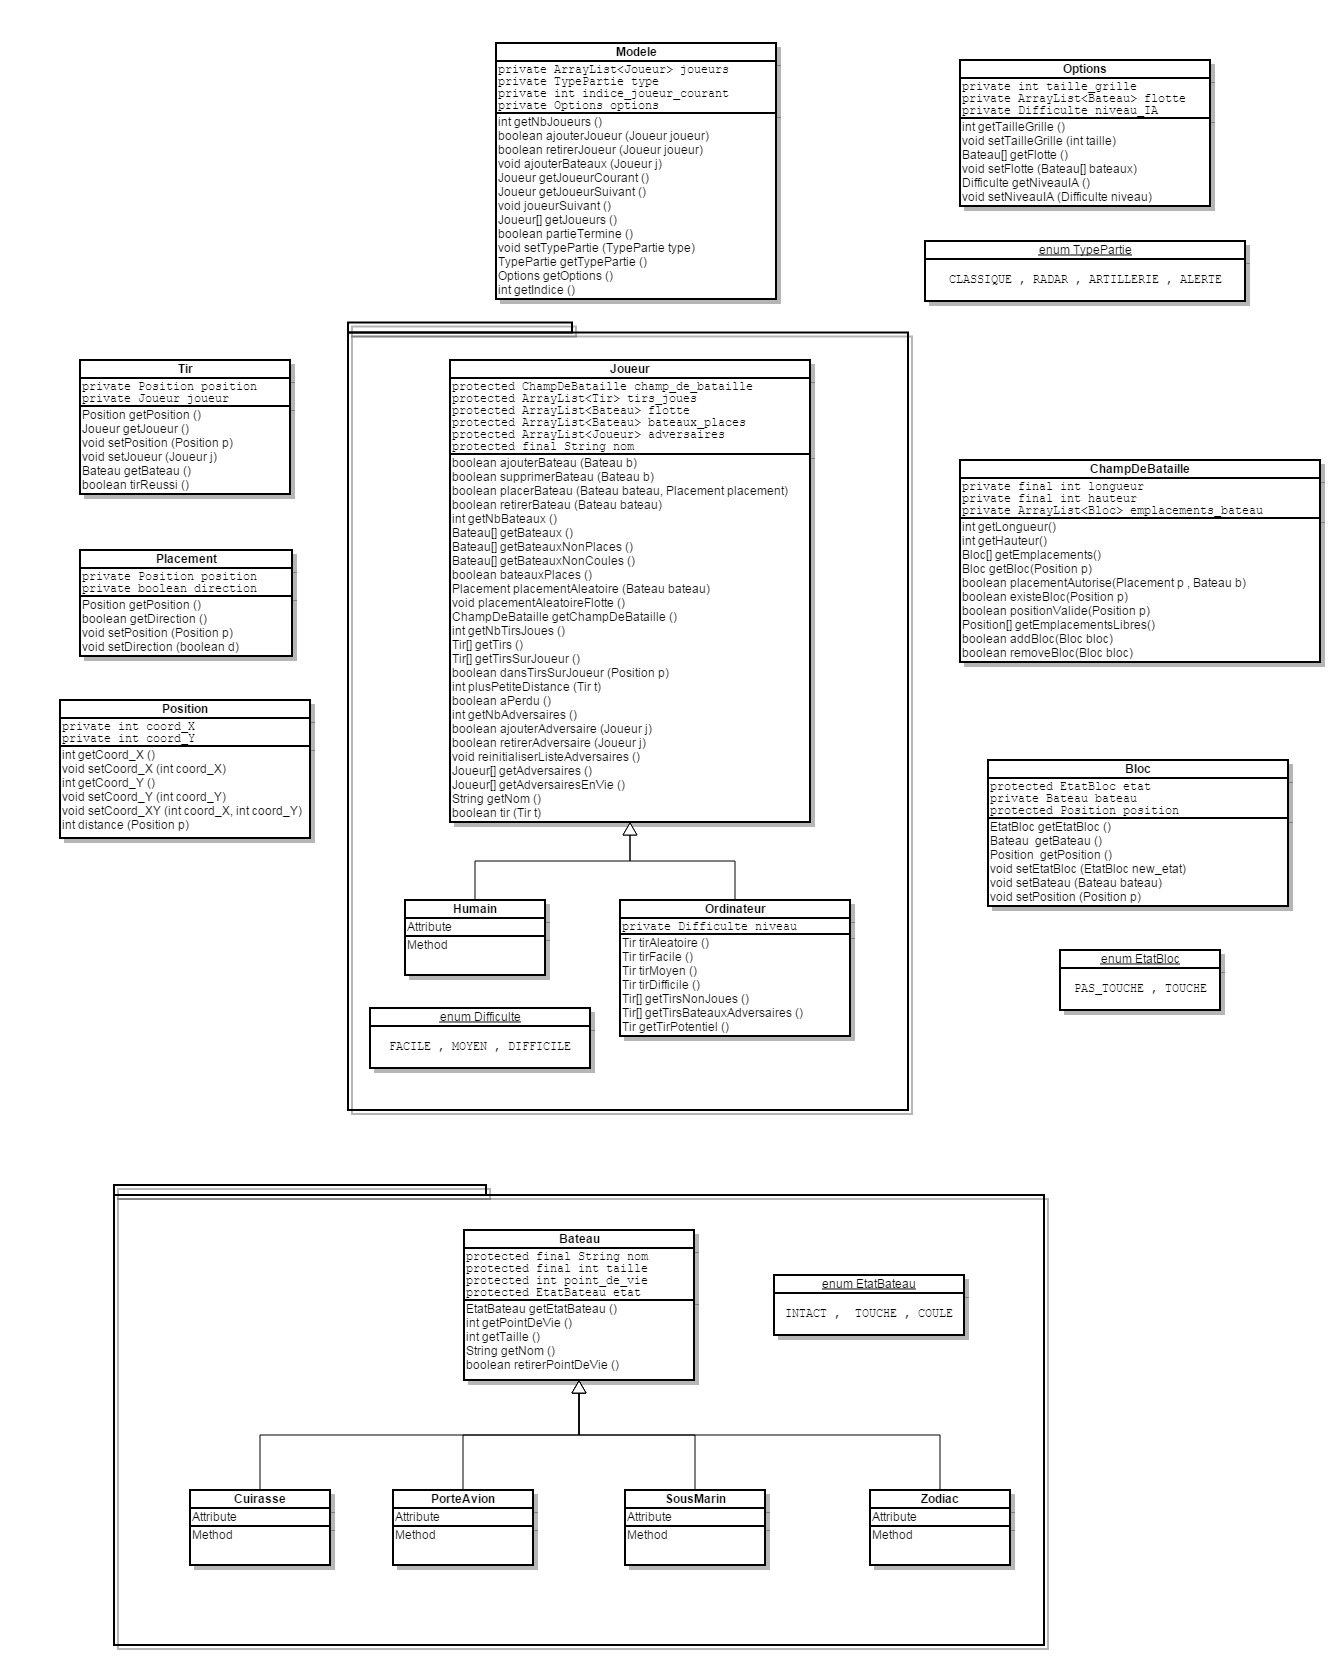 Modele
private ArrayList<Joueur> joueurs
private TypePartie type
private int indice_joueur_courant
private Options options
int getNbJoueurs ()
boolean ajouterJoueur (Joueur joueur)
boolean retirerJoueur (Joueur joueur)
void ajouterBateaux (Joueur j)
Joueur getJoueurCourant ()
Joueur getJoueurSuivant ()
void joueurSuivant ()
Joueur[] getJoueurs ()
boolean partieTermine ()
void setTypePartie (TypePartie type)
TypePartie getTypePartie ()
Options getOptions ()
int getIndice ()
Options
private int taille_grille
private ArrayList<Bateau> flotte
private Difficulte niveau_IA
int getTailleGrille ()
void setTailleGrille (int taille)
Bateau[] getFlotte ()
void setFlotte (Bateau[] bateaux)
Difficulte getNiveauIA ()
void setNiveauIA (Difficulte niveau)
enum TypePartie
CLASSIQUE , RADAR , ARTILLERIE , ALERTE
Tir
private Position position
private Joueur joueur
Position getPosition ()
Joueur getJoueur ()
void setPosition (Position p)
void setJoueur (Joueur j)
Bateau getBateau ()
boolean tirReussi ()
Placement
private Position position
private boolean direction
Position getPosition ()
boolean getDirection ()
void setPosition (Position p)
void setDirection (boolean d)
Position
private int coord_X
private int coord_Y
int getCoord_X ()
void setCoord_X (int coord_X)
int getCoord_Y ()
void setCoord_Y (int coord_Y)
void setCoord_XY (int coord_X, int coord_Y)
int distance (Position p)
Joueur
protected ChampDeBataille champ_de_bataille
protected ArrayList<Tir> tirs_joues
protected ArrayList<Bateau> flotte
protected ArrayList<Bateau> bateaux_places
protected ArrayList<Joueur> adversaires
protected final String nom
boolean ajouterBateau (Bateau b)
boolean supprimerBateau (Bateau b)
boolean placerBateau (Bateau bateau, Placement placement)
boolean retirerBateau (Bateau bateau)
int getNbBateaux ()
Bateau[] getBateaux ()
Bateau[] getBateauxNonPlaces ()
Bateau[] getBateauxNonCoules ()
boolean bateauxPlaces ()
Placement placementAleatoire (Bateau bateau)
void placementAleatoireFlotte ()
ChampDeBataille getChampDeBataille ()
int getNbTirsJoues ()
Tir[] getTirs ()
Tir[] getTirsSurJoueur ()
boolean dansTirsSurJoueur (Position p)
int plusPetiteDistance (Tir t)
boolean aPerdu ()
int getNbAdversaires ()
boolean ajouterAdversaire (Joueur j)
boolean retirerAdversaire (Joueur j)
void reinitialiserListeAdversaires ()
Joueur[] getAdversaires ()
Joueur[] getAdversairesEnVie ()
String getNom ()
boolean tir (Tir t)
Humain
Attribute
Method
Ordinateur
private Difficulte niveau
Tir tirAleatoire ()
Tir tirFacile ()
Tir tirMoyen ()
Tir tirDifficile ()
Tir[] getTirsNonJoues ()
Tir[] getTirsBateauxAdversaires ()
Tir getTirPotentiel ()
enum Difficulte
FACILE , MOYEN , DIFFICILE
ChampDeBataille
private final int longueur
private final int hauteur
private ArrayList<Bloc> emplacements_bateau
int getLongueur()
int getHauteur()
Bloc[] getEmplacements()
Bloc getBloc(Position p)
boolean placementAutorise(Placement p , Bateau b)
boolean existeBloc(Position p)
boolean positionValide(Position p)
Position[] getEmplacementsLibres()
boolean addBloc(Bloc bloc)
boolean removeBloc(Bloc bloc)
Bloc
protected EtatBloc etat
private Bateau bateau
protected Position position
EtatBloc getEtatBloc ()
Bateau  getBateau ()
Position  getPosition ()
void setEtatBloc (EtatBloc new_etat)
void setBateau (Bateau bateau)
void setPosition (Position p)
enum EtatBloc
PAS_TOUCHE , TOUCHE
Bateau
protected final String nom
protected final int taille
protected int point_de_vie
protected EtatBateau etat
EtatBateau getEtatBateau ()
int getPointDeVie ()
int getTaille ()
String getNom ()
boolean retirerPointDeVie ()
enum EtatBateau
INTACT ,  TOUCHE , COULE
Cuirasse
Attribute
Method
PorteAvion
Attribute
Method
SousMarin
Attribute
Method
Zodiac
Attribute
Method